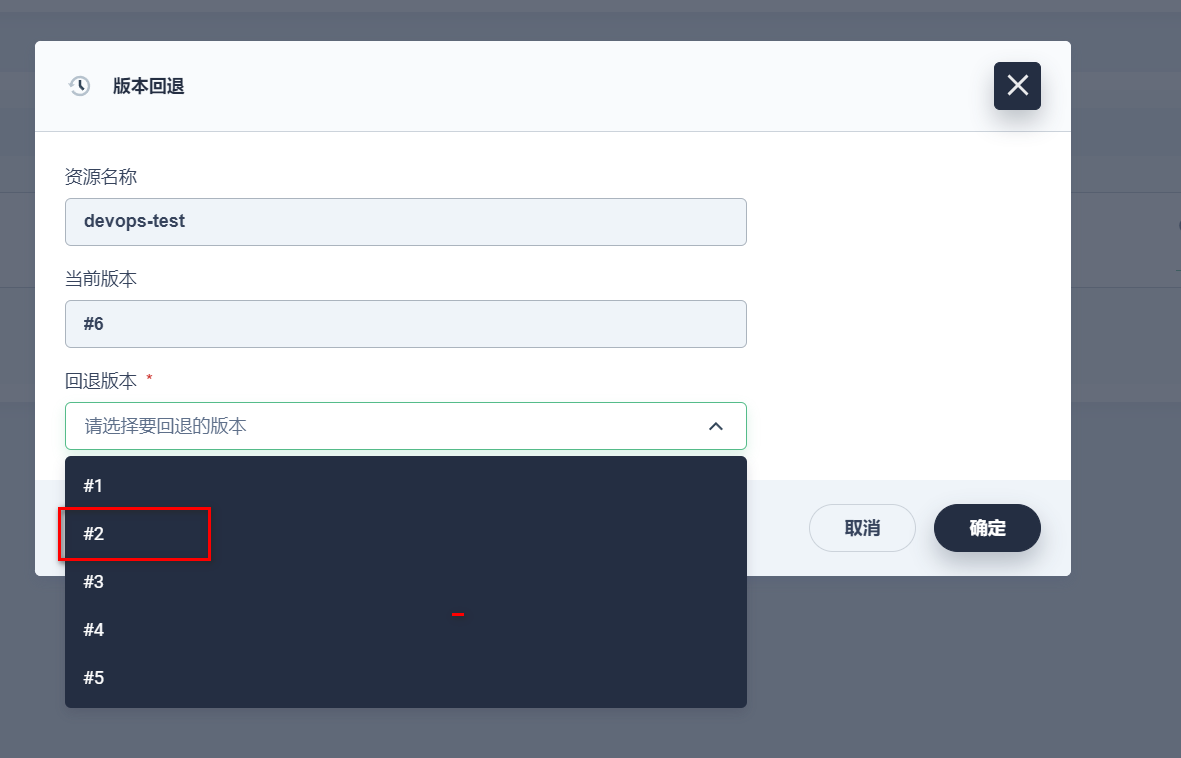 版本回退
资源名称
devops-test
当前版本
#6
回退版本 *
请选择要回退的版本
#1
#2
#3
#4
#5
取消
确定